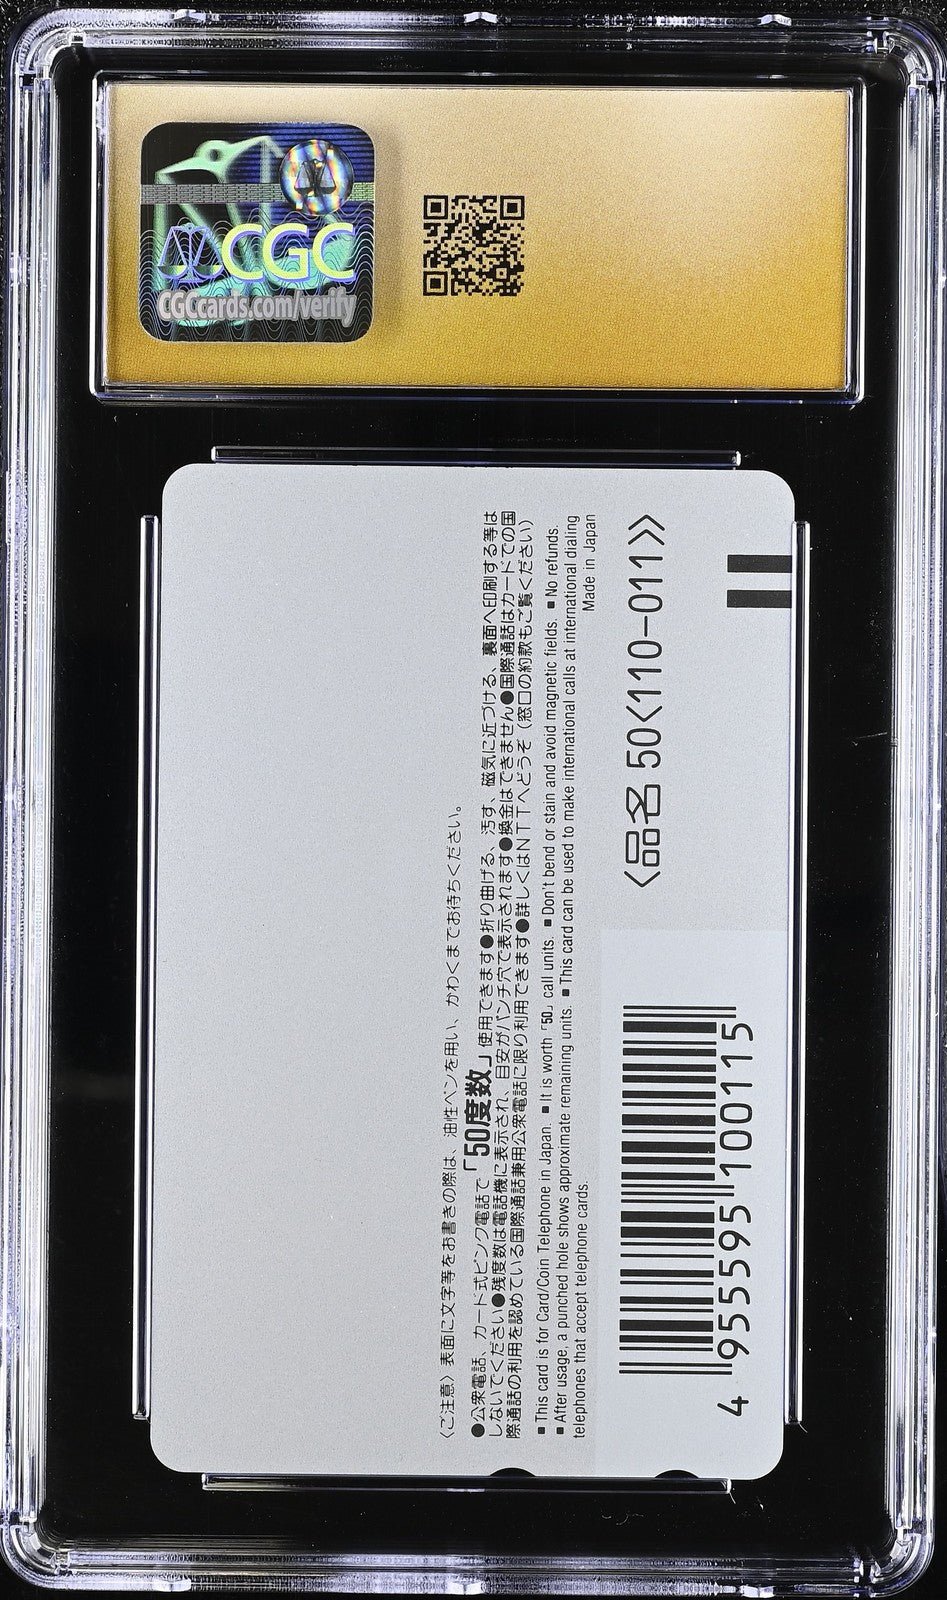 CGC
CGCcards.com/verify
〈ご注意〉表面に文字等をお書きの際は、油性ペンを用い、かわくまでお待ちください。
●公衆電話、カード式ピンク電話で「50度数」使用できます●折り曲げる、汚す、磁気に近づける、裏面へ印刷する等は
しないでください●残度数は電話機に表示され、目安がパンチ穴で表示されます●換金はできません●国際通話はカードでの国
際通話の利用を認めている国際通話兼用公衆電話に限り利用できます●詳しくはNTTへどうぞ（窓口の約款もご覧ください）
■This card is for Card/Coin Telephone in Japan. ■It is worth「50」call units. ■Don't bend or stain and avoid magnetic fields. ■No refunds.
■After usage, a punched hole shows approximate remaining units. ■This card can be used to make international calls at international dialing
telephones that accept telephone cards.
Made in Japan
〈品名 50〈110-011〉〉
4 955595 100115